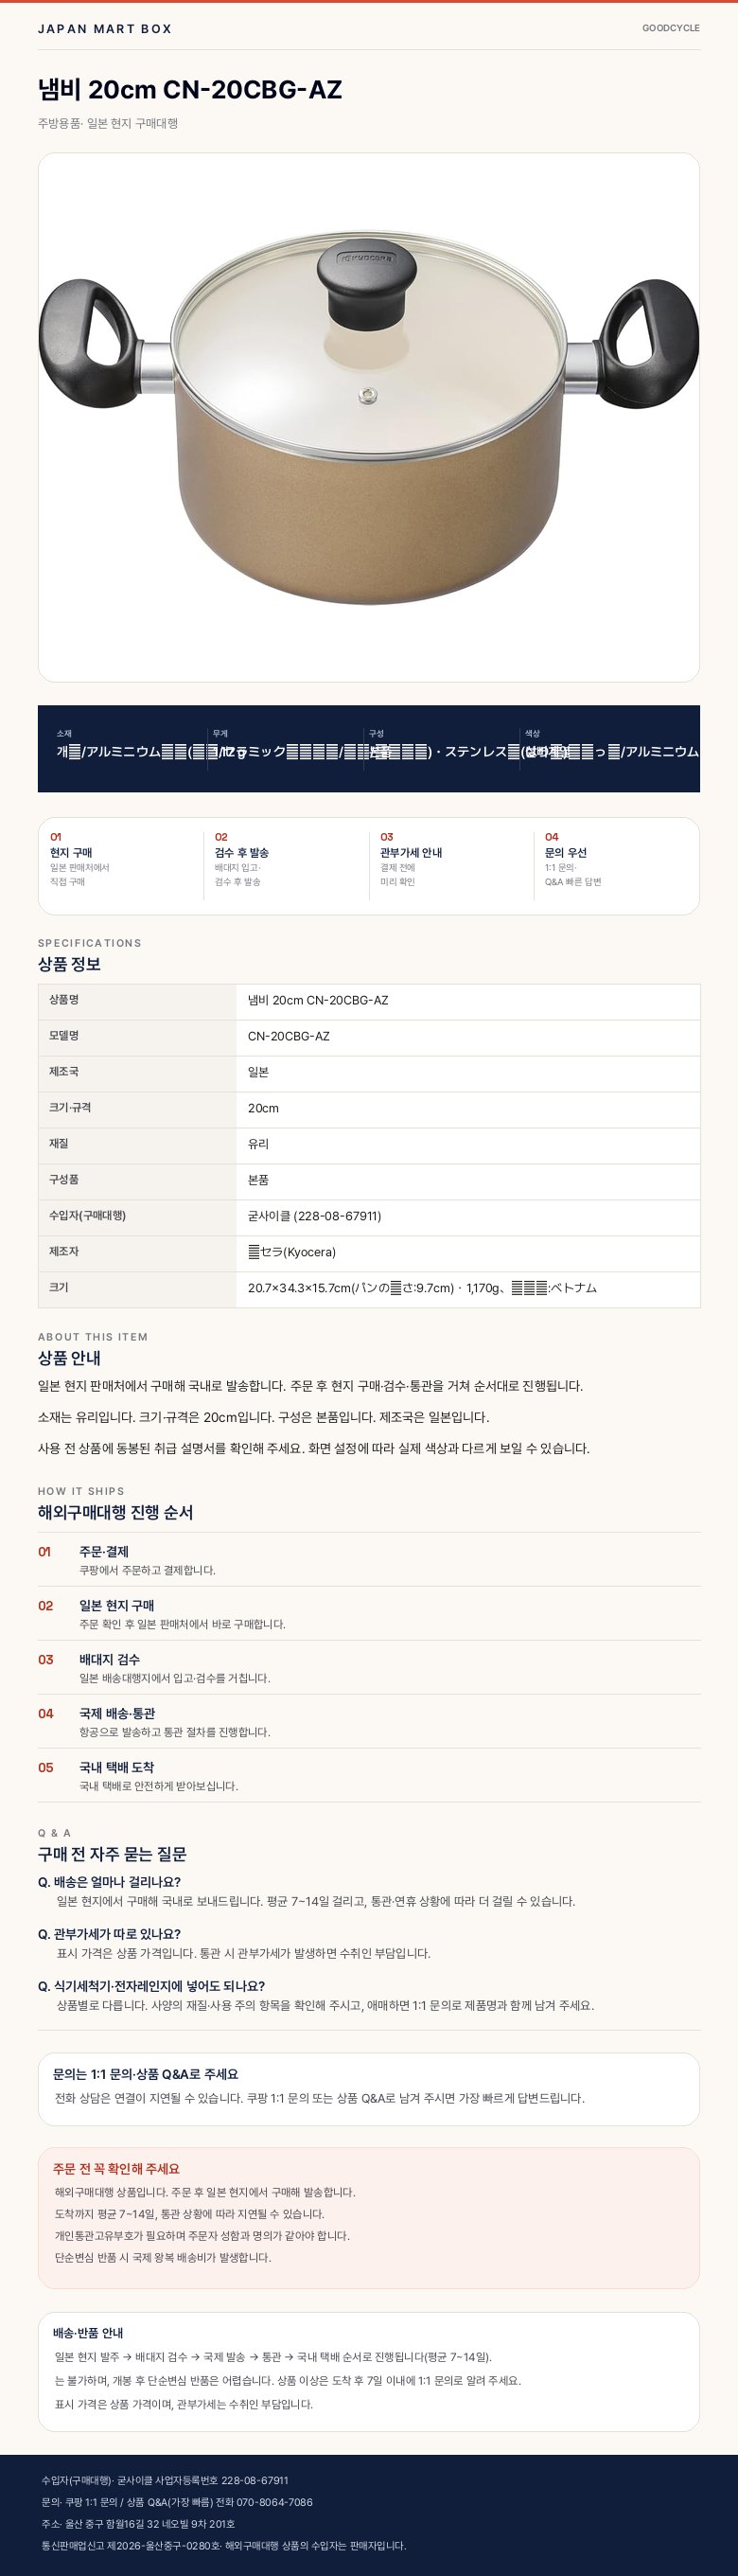 JAPAN MART BOX
GOODCYCLE
냄비 20cm CN-20CBG-AZ
주방용품· 일본 현지 구매대행
KYOCERA
소재
무게
구성
색상
01
현지 구매
일본 판매처에서
직접 구매
02
검수 후 발송
배대지 입고·
검수 후 발송
03
관부가세 안내
결제 전에
미리 확인
04
문의 우선
1:1 문의·
Q&A 빠른 답변
SPECIFICATIONS
상품 정보
상품명 냄비 20cm CN-20CBG-AZ
모델명 CN-20CBG-AZ
제조국 일본
크기·규격 20cm
재질 유리
구성품 본품
수입자(구매대행) 굳사이클 (228-08-67911)
제조자 セラ(Kyocera)
크기 20.7×34.3×15.7cm(パンの さ:9.7cm)・1,170g、 :ベトナム
ABOUT THIS ITEM
상품 안내
일본 현지 판매처에서 구매해 국내로 발송합니다. 주문 후 현지 구매·검수·통관을 거쳐 순서대로 진행됩니다.
소재는 유리입니다. 크기·규격은 20cm입니다. 구성은 본품입니다. 제조국은 일본입니다.
사용 전 상품에 동봉된 취급 설명서를 확인해 주세요. 화면 설정에 따라 실제 색상과 다르게 보일 수 있습니다.
HOW IT SHIPS
해외구매대행 진행 순서
01 주문·결제
쿠팡에서 주문하고 결제합니다.
02 일본 현지 구매
주문 확인 후 일본 판매처에서 바로 구매합니다.
03 배대지 검수
일본 배송대행지에서 입고·검수를 거칩니다.
04 국제 배송·통관
항공으로 발송하고 통관 절차를 진행합니다.
05 국내 택배 도착
국내 택배로 안전하게 받아보십니다.
Q & A
구매 전 자주 묻는 질문
Q. 배송은 얼마나 걸리나요?
일본 현지에서 구매해 국내로 보내드립니다. 평균 7~14일 걸리고, 통관·연휴 상황에 따라 더 걸릴 수 있습니다.
Q. 관부가세가 따로 있나요?
표시 가격은 상품 가격입니다. 통관 시 관부가세가 발생하면 수취인 부담입니다.
Q. 식기세척기·전자레인지에 넣어도 되나요?
상품별로 다릅니다. 사양의 재질·사용 주의 항목을 확인해 주시고, 애매하면 1:1 문의로 제품명과 함께 남겨 주세요.
문의는 1:1 문의·상품 Q&A로 주세요
전화 상담은 연결이 지연될 수 있습니다. 쿠팡 1:1 문의 또는 상품 Q&A로 남겨 주시면 가장 빠르게 답변드립니다.
주문 전 꼭 확인해 주세요
해외구매대행 상품입니다. 주문 후 일본 현지에서 구매해 발송합니다.
도착까지 평균 7~14일, 통관 상황에 따라 지연될 수 있습니다.
개인통관고유부호가 필요하며 주문자 성함과 명의가 같아야 합니다.
단순변심 반품 시 국제 왕복 배송비가 발생합니다.
배송·반품 안내
일본 현지 발주 → 배대지 검수 → 국제 발송 → 통관 → 국내 택배 순서로 진행됩니다(평균 7~14일).
는 불가하며, 개봉 후 단순변심 반품은 어렵습니다. 상품 이상은 도착 후 7일 이내에 1:1 문의로 알려 주세요.
표시 가격은 상품 가격이며, 관부가세는 수취인 부담입니다.
수입자(구매대행)· 굳사이클 사업자등록번호 228-08-67911
문의· 쿠팡 1:1 문의 / 상품 Q&A(가장 빠름) 전화 070-8064-7086
주소· 울산 중구 함월16길 32 네오빌 9차 201호
통신판매업신고 제2026-울산중구-0280호· 해외구매대행 상품의 수입자는 판매자입니다.